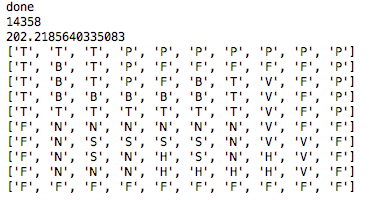 done
14358
202.2185640335083
['T', 'T', 'T', 'P', 'P', 'P', 'P', 'P', 'P', 'P']
['T', 'B', 'T', 'P', 'F', 'F', 'F', 'F', 'F', 'P']
['T', 'B', 'T', 'P', 'F', 'B', 'T', 'V', 'F', 'P']
['T', 'B', 'B', 'B', 'B', 'B', 'T', 'V', 'F', 'P']
['T', 'T', 'T', 'T', 'T', 'T', 'T', 'V', 'F', 'P']
['F', 'N', 'N', 'N', 'N', 'N', 'N', 'V', 'F', 'F']
['F', 'N', 'S', 'S', 'S', 'S', 'N', 'V', 'V', 'F']
['F', 'N', 'S', 'N', 'H', 'S', 'N', 'H', 'V', 'F']
['F', 'N', 'N', 'N', 'H', 'H', 'H', 'H', 'V', 'F']
['F', 'F', 'F', 'F', 'F', 'F', 'F', 'F', 'F', 'F']